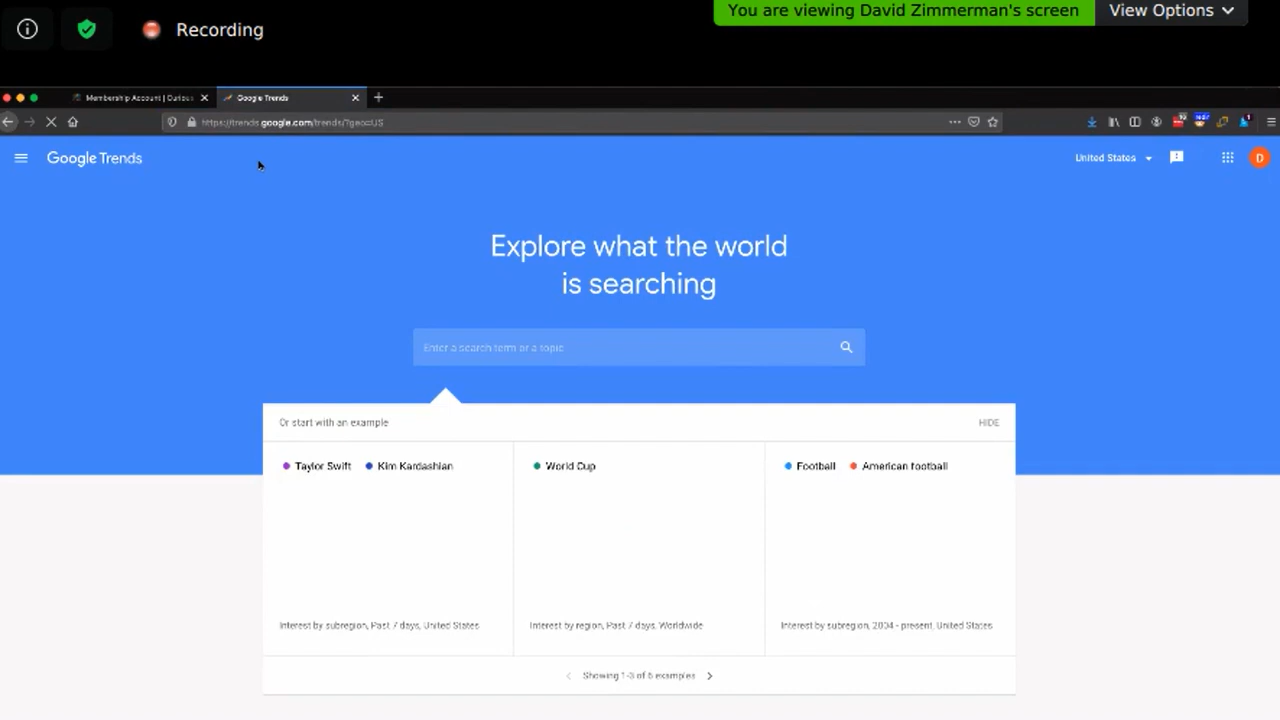 You are viewing David Zimmerman's screen
View Options
Recording
Membership Account | Curious
Google Trends
https://trends.google.com/trends/?geo=US
Google Trends
United States
D
Explore what the world
is searching
Enter a search term or a topic
Or start with an example
HIDE
Taylor Swift
Kim Kardashian
World Cup
Football
American football
Interest by subregion, Past 7 days, United States
Interest by region, Past 7 days, Worldwide
Interest by subregion, 2004 - present, United States
Showing 1-3 of 6 examples